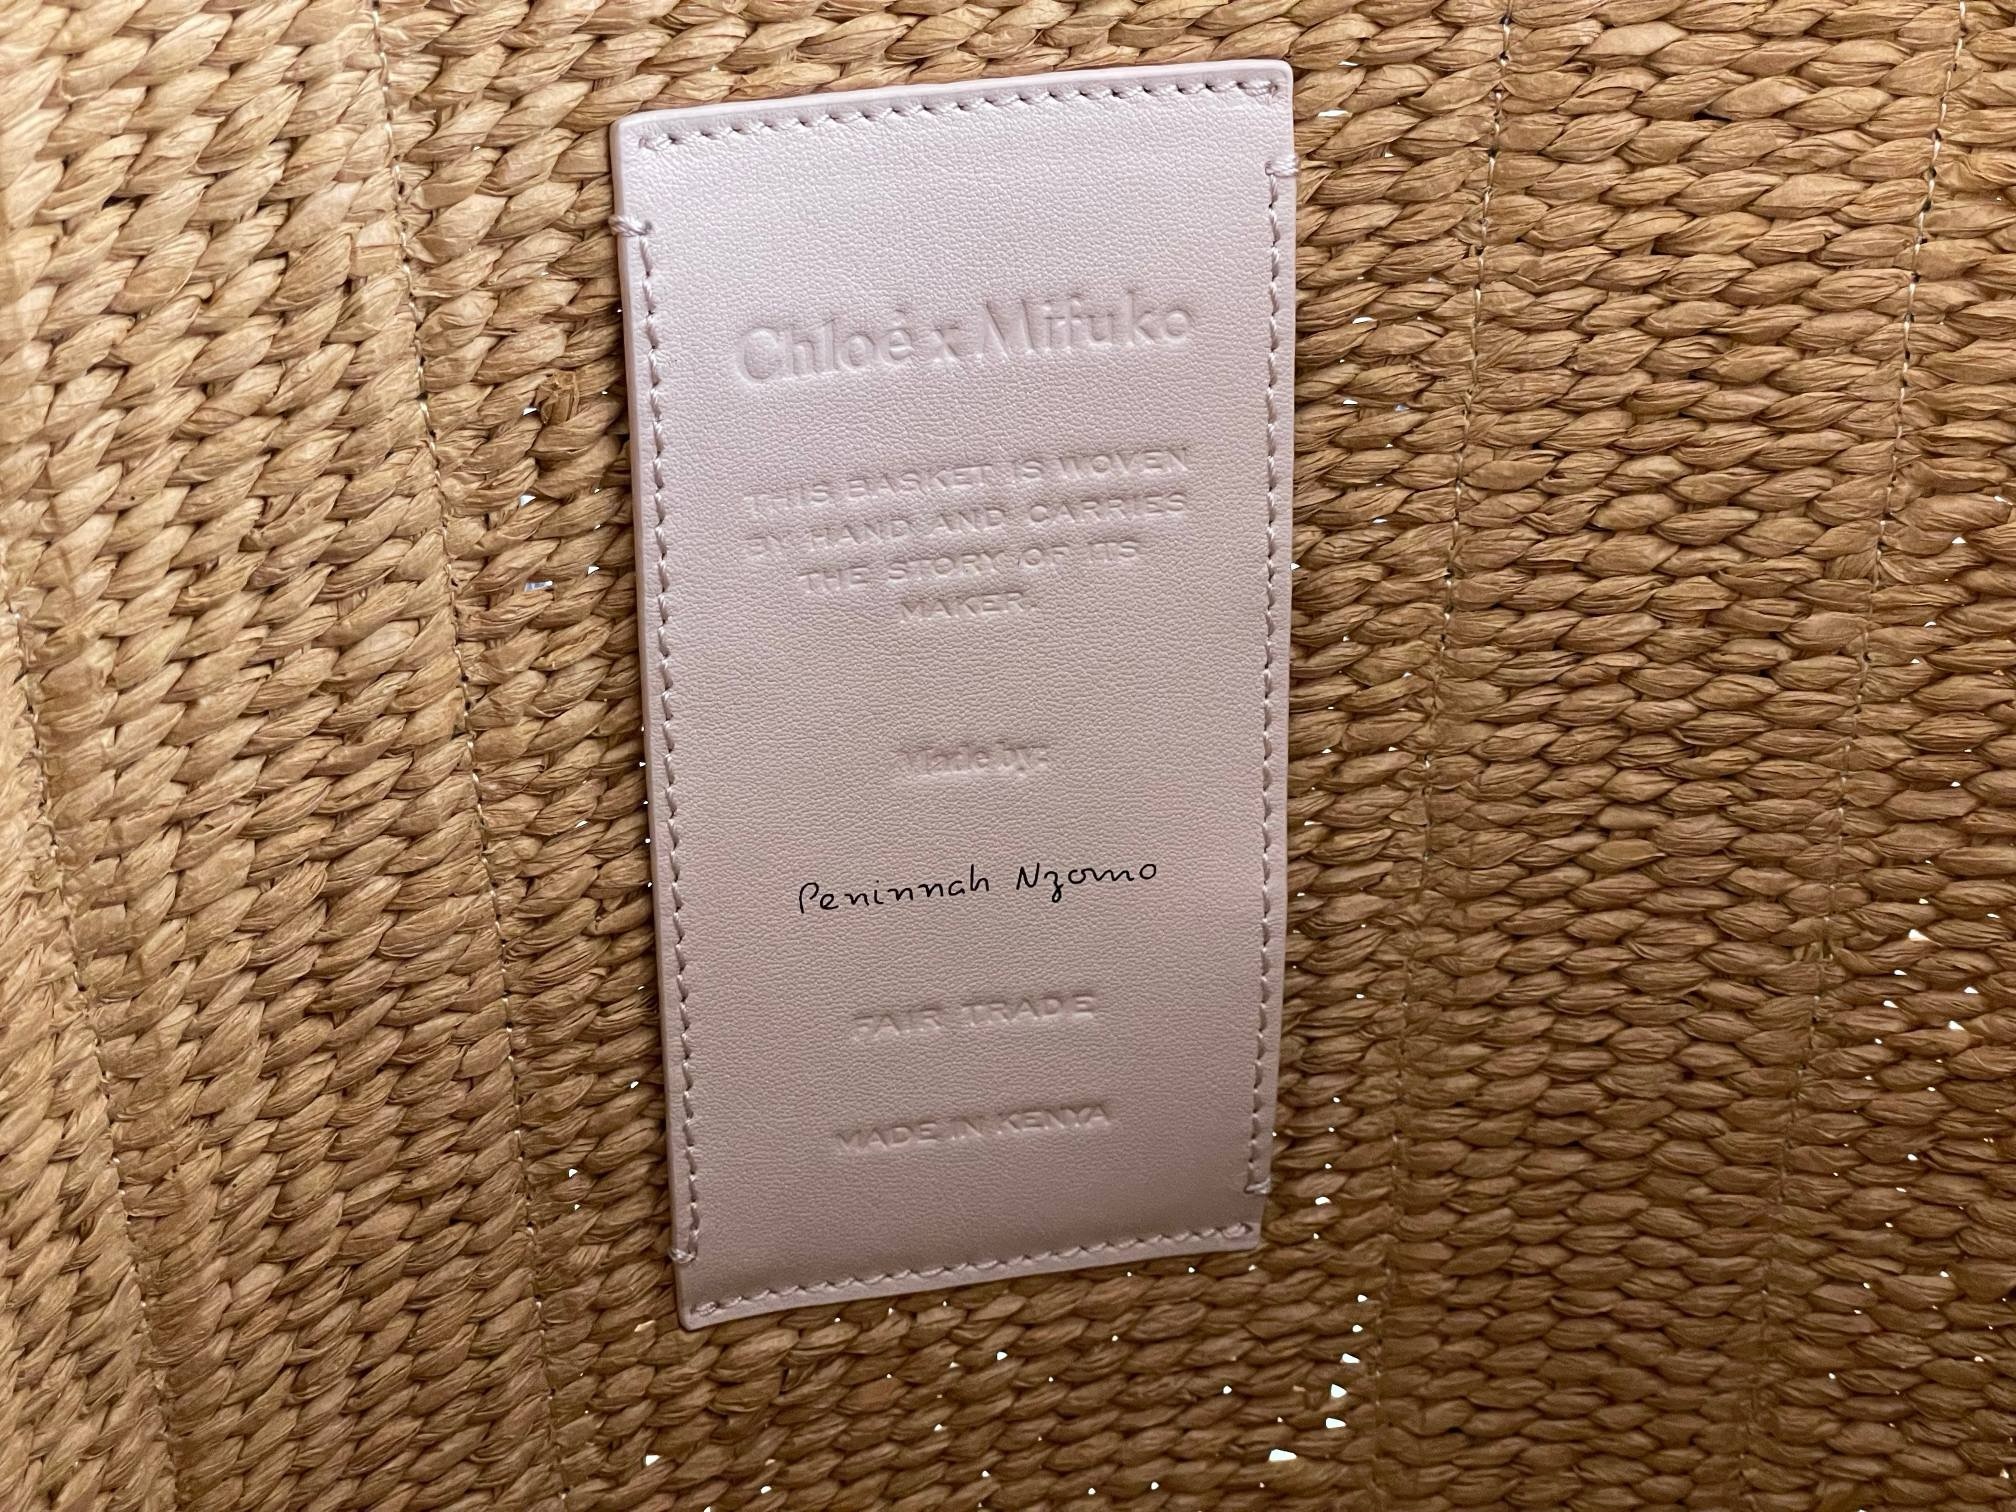 Chloé x Mifuko
THIS BASKET IS WOVEN
BY HAND AND CARRIES
THE STORY OF ITS
MAKER.
Made by:
Peninnah Nzomo
FAIR TRADE
MADE IN KENYA